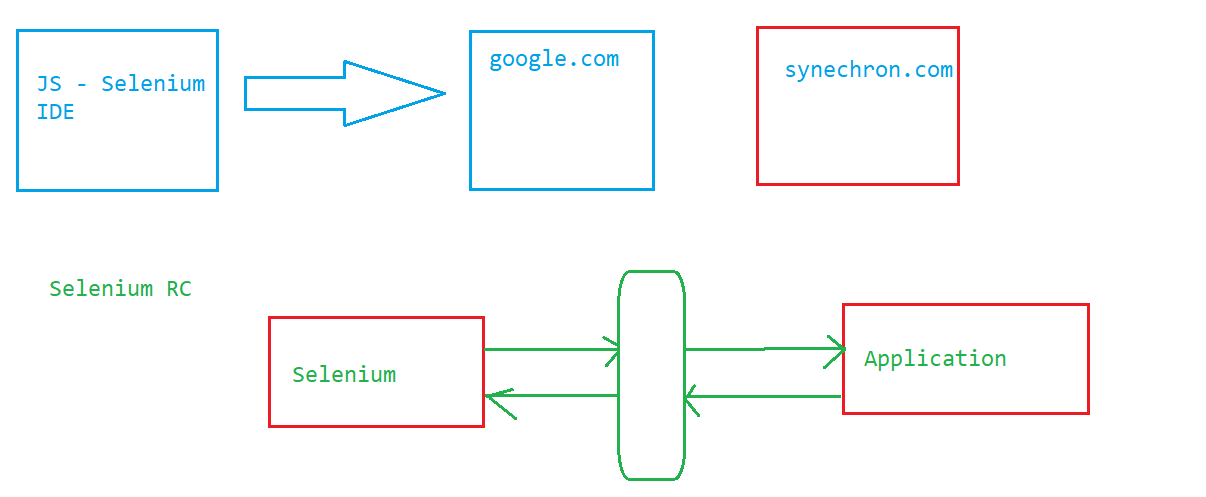 JS - Selenium
IDE
google.com
synechron.com
Selenium RC
Selenium
Application